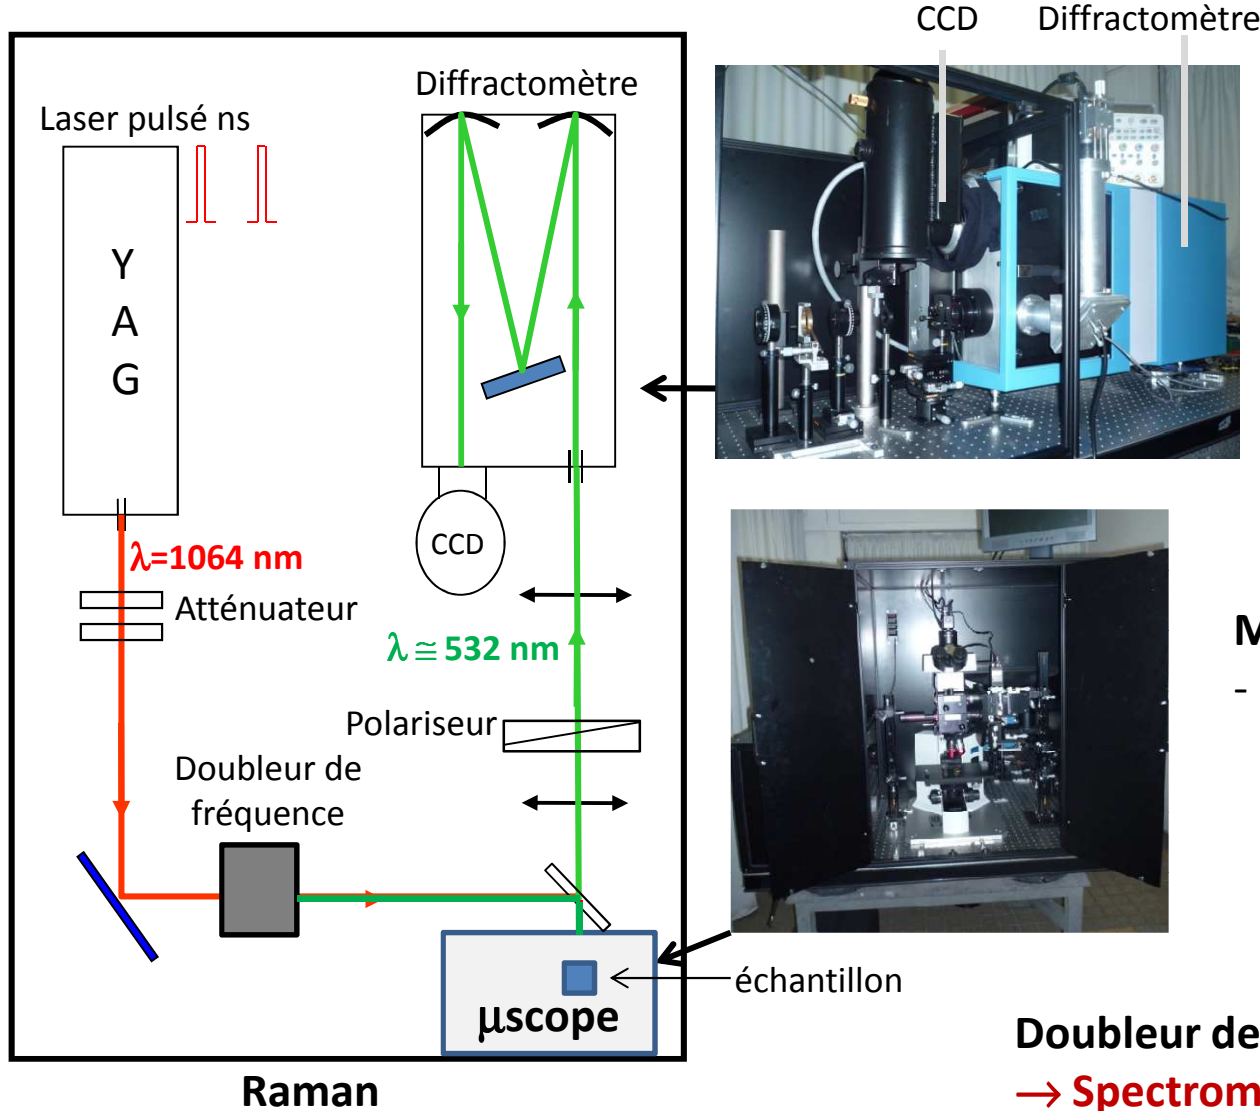 CCD Diffractomètre
Diffractomètre
Laser pulsé ns
Y
A
G
CCD
λ=1064 nm
Atténuateur
λ ≅ 532 nm
Polariseur
Doubleur de
fréquence
M
-
échantillon
μscope
Doubleur de
→ Spectrom
Raman